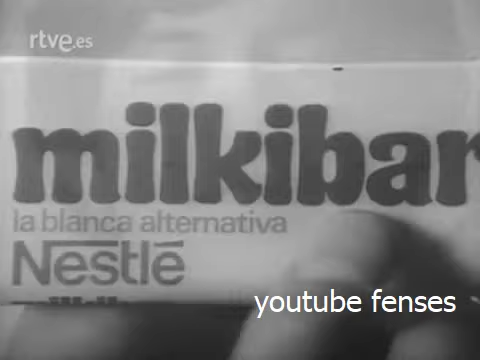 rtve.es
milkibar
la blanca alternativa
Nestlé
youtube fenses